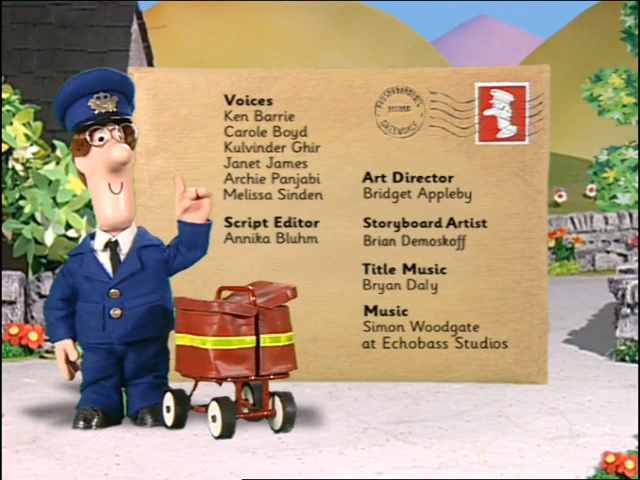 Voices
Ken Barrie
Carole Boyd
Kulvinder Ghir
Janet James
Archie Panjabi
Melissa Sinden
Script Editor
Annika Bluhm
Art Director
Bridget Appleby
Storyboard Artist
Brian Demoskoff
Title Music
Bryan Daly
Music
Simon Woodgate
at Echobass Studios
GREENDALE